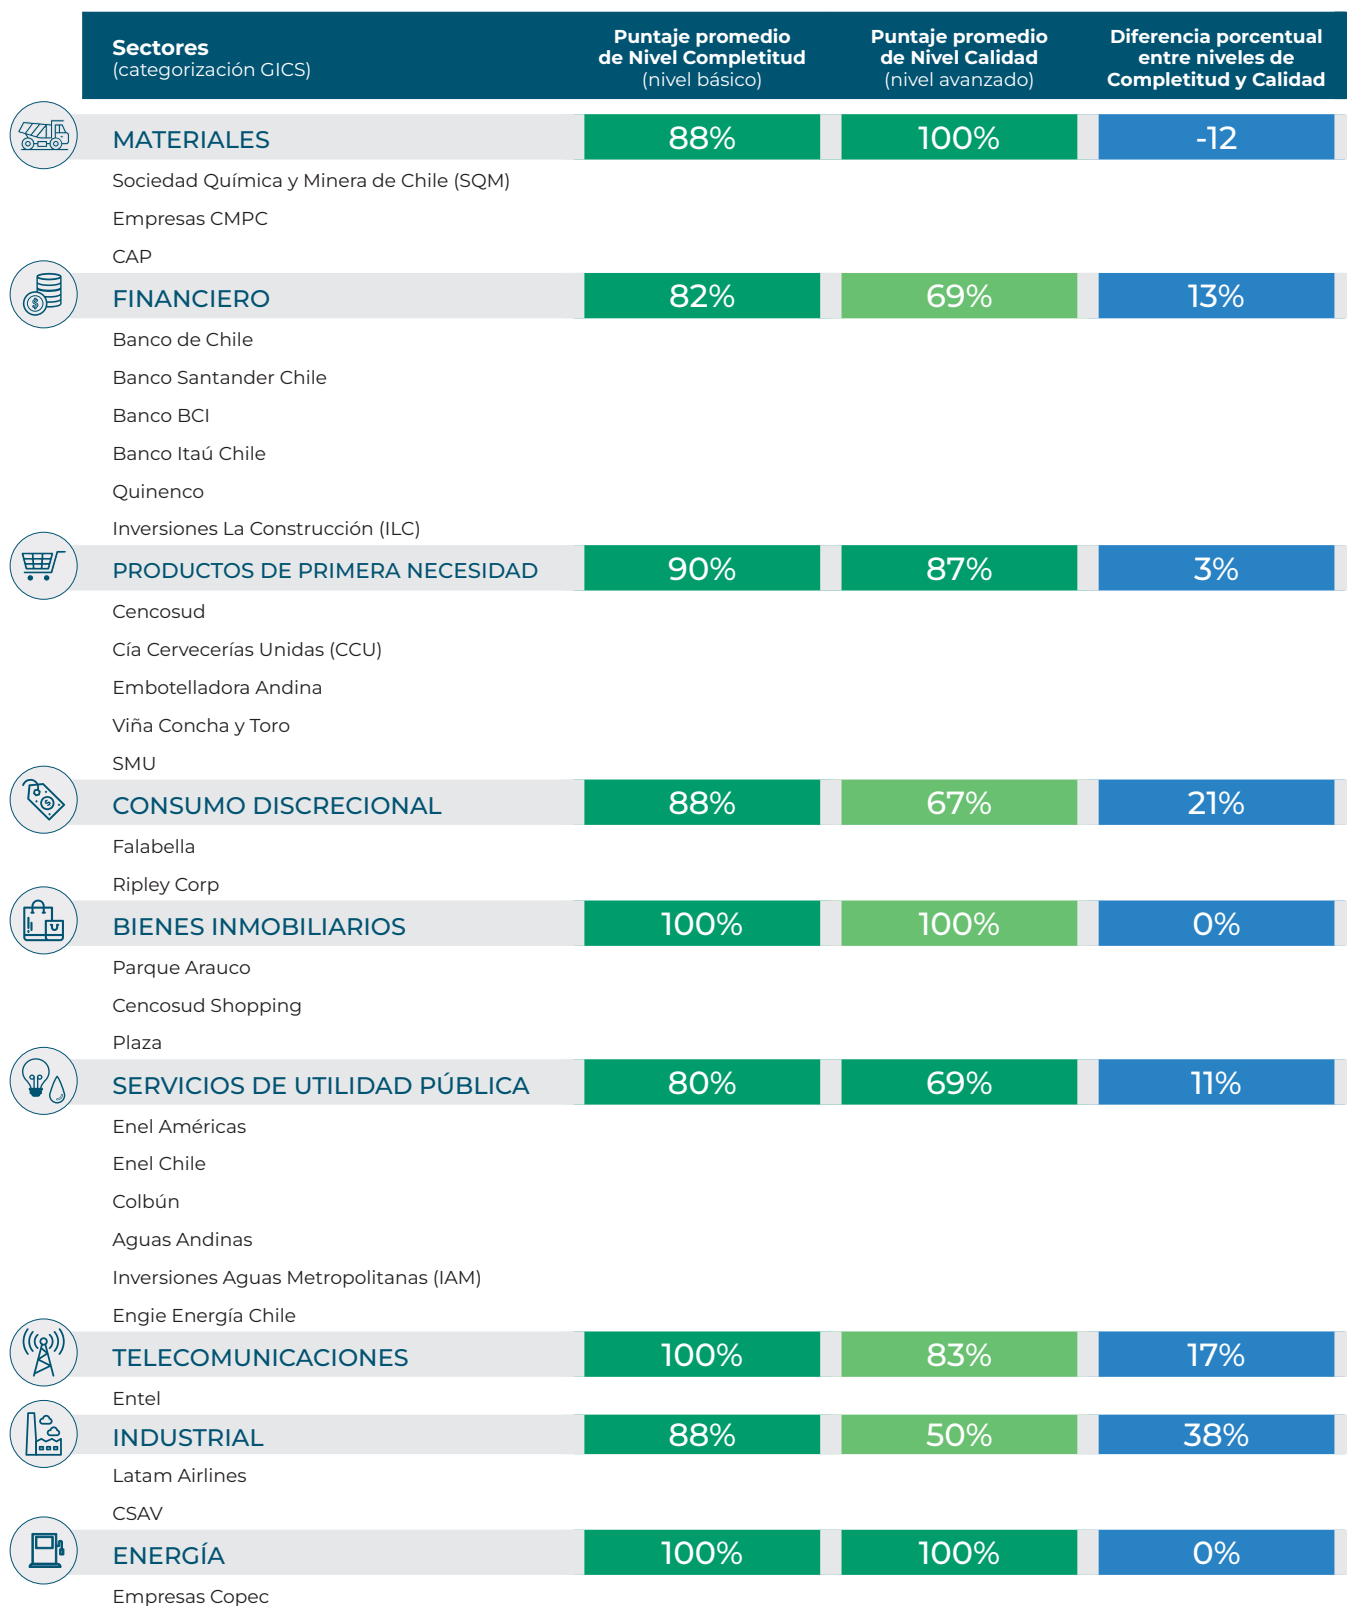 Sectores
(categorización GICS)
Puntaje promedio
de Nivel Completitud
(nivel básico)
Puntaje promedio
de Nivel Calidad
(nivel avanzado)
Diferencia porcentual
entre niveles de
Completitud y Calidad
MATERIALES 88% 100% -12
Sociedad Química y Minera de Chile (SQM)
Empresas CMPC
CAP
FINANCIERO 82% 69% 13%
Banco de Chile
Banco Santander Chile
Banco BCI
Banco Itaú Chile
Quinenco
Inversiones La Construcción (ILC)
PRODUCTOS DE PRIMERA NECESIDAD 90% 87% 3%
Cencosud
Cía Cervecerías Unidas (CCU)
Embotelladora Andina
Viña Concha y Toro
SMU
CONSUMO DISCRECIONAL 88% 67% 21%
Falabella
Ripley Corp
BIENES INMOBILIARIOS 100% 100% 0%
Parque Arauco
Cencosud Shopping
Plaza
SERVICIOS DE UTILIDAD PÚBLICA 80% 69% 11%
Enel Américas
Enel Chile
Colbún
Aguas Andinas
Inversiones Aguas Metropolitanas (IAM)
Engie Energía Chile
TELECOMUNICACIONES 100% 83% 17%
Entel
INDUSTRIAL 88% 50% 38%
Latam Airlines
CSAV
ENERGÍA 100% 100% 0%
Empresas Copec